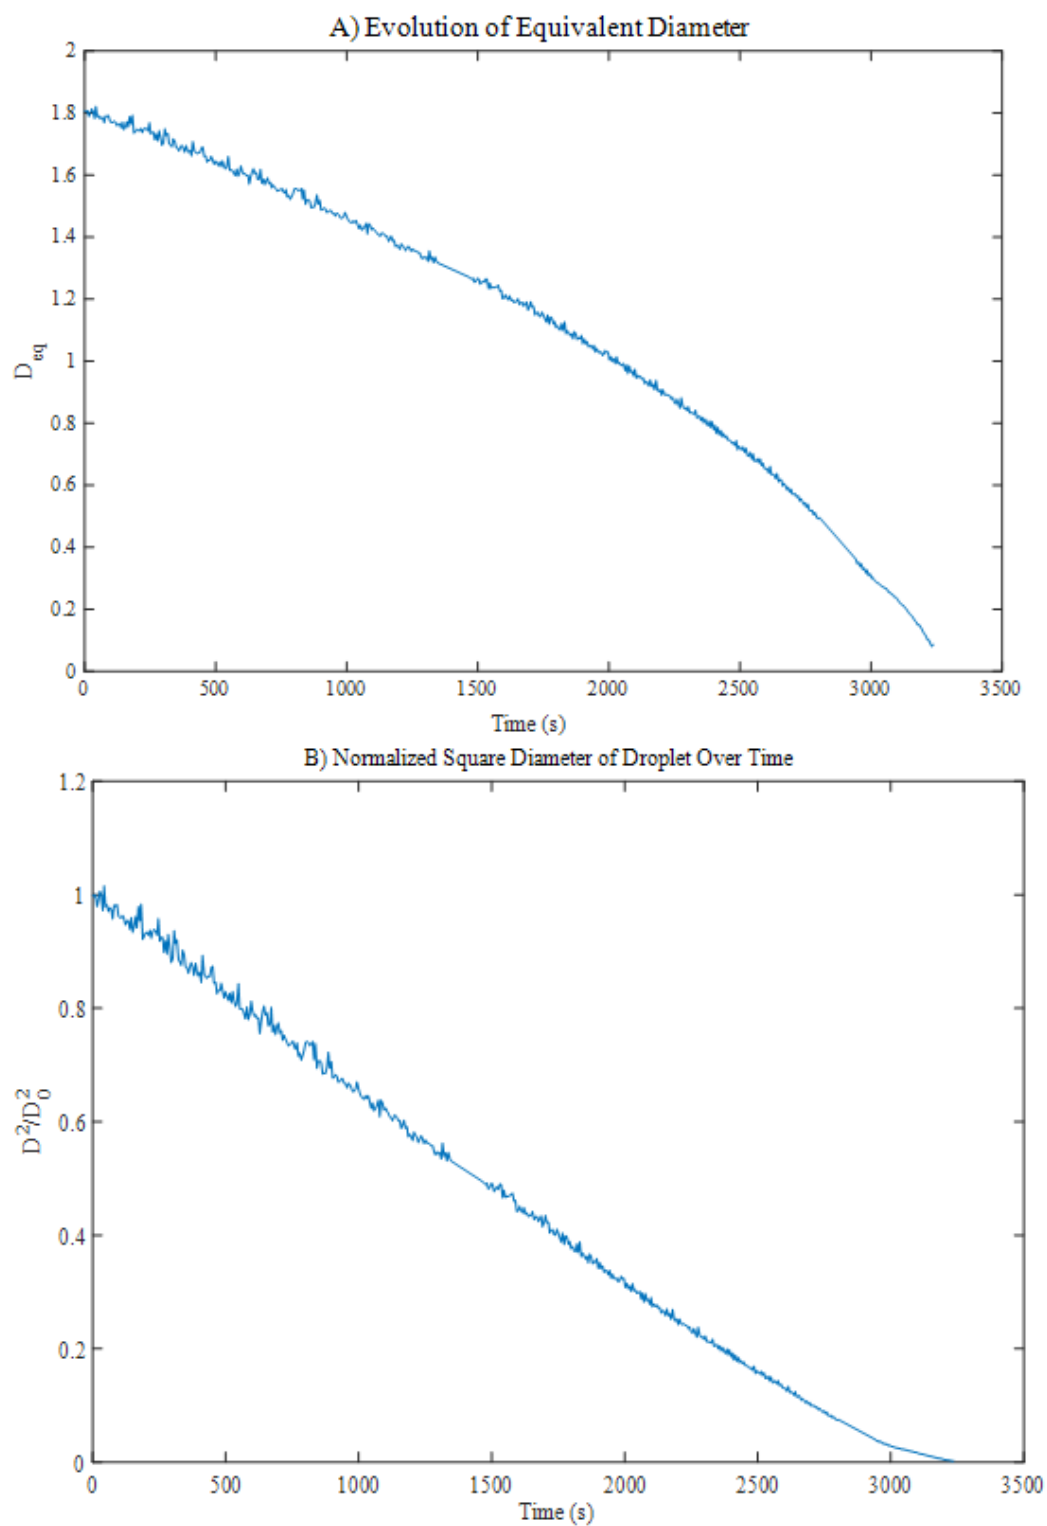 A) Evolution of Equivalent Diameter
2
1.8
1.6
1.4
1.2
1
0.8
0.6
0.4
0.2
0
D_eq
0 500 1000 1500 2000 2500 3000 3500
Time (s)
B) Normalized Square Diameter of Droplet Over Time
1.2
1
0.8
0.6
0.4
0.2
0
D²/D₀²
0 500 1000 1500 2000 2500 3000 3500
Time (s)